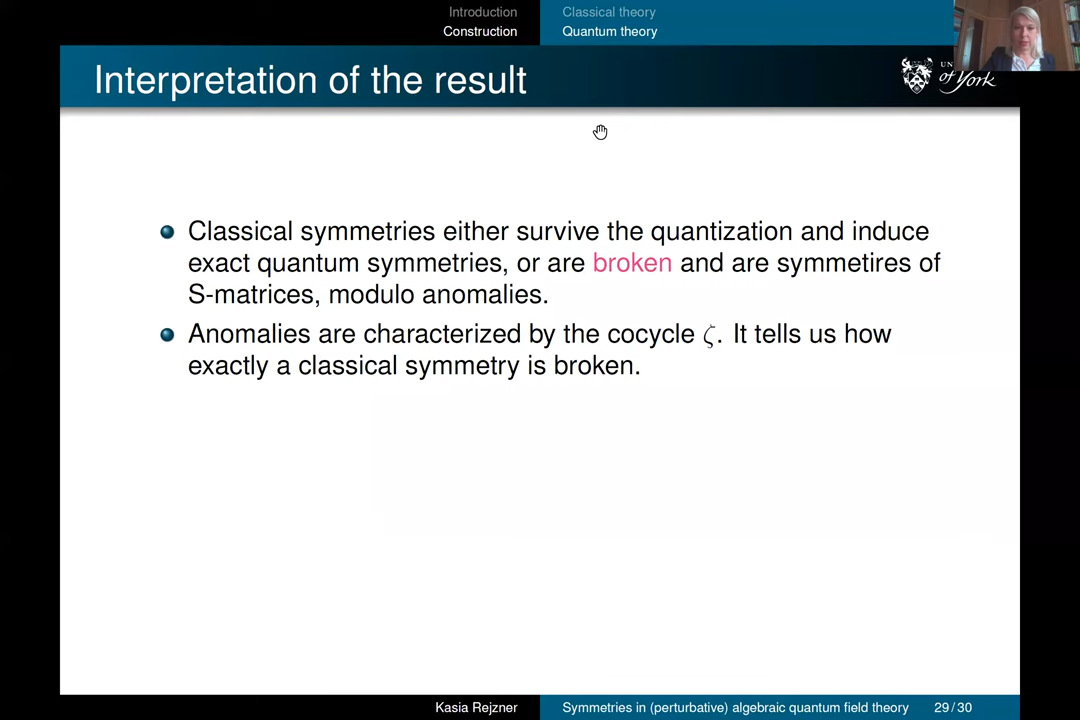 Introduction
Construction
Classical theory
Quantum theory
Interpretation of the result
UN
of York
Classical symmetries either survive the quantization and induce
exact quantum symmetries, or are broken and are symmetires of
S-matrices, modulo anomalies.
Anomalies are characterized by the cocycle ζ. It tells us how
exactly a classical symmetry is broken.
Kasia Rejzner
Symmetries in (perturbative) algebraic quantum field theory
29 / 30